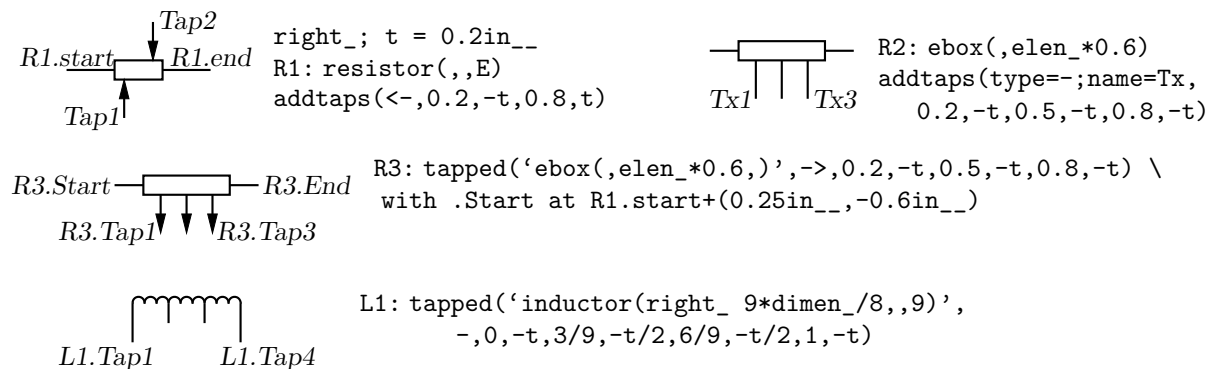 Tap2
R1.start R1.end
Tap1
right_; t = 0.2in__
R1: resistor(,,E)
addtaps(<-,0.2,-t,0.8,t)
Tx1 Tx3
R2: ebox(,elen_*0.6)
addtaps(type=-;name=Tx,
0.2,-t,0.5,-t,0.8,-t)
R3.Start R3.End
R3.Tap1 R3.Tap3
R3: tapped(‘ebox(,elen_*0.6,)’,->,0.2,-t,0.5,-t,0.8,-t) \
with .Start at R1.start+(0.25in__,-0.6in__)
L1.Tap1 L1.Tap4
L1: tapped(‘inductor(right_ 9*dimen_/8,,9)’,
-,0,-t,3/9,-t/2,6/9,-t/2,1,-t)